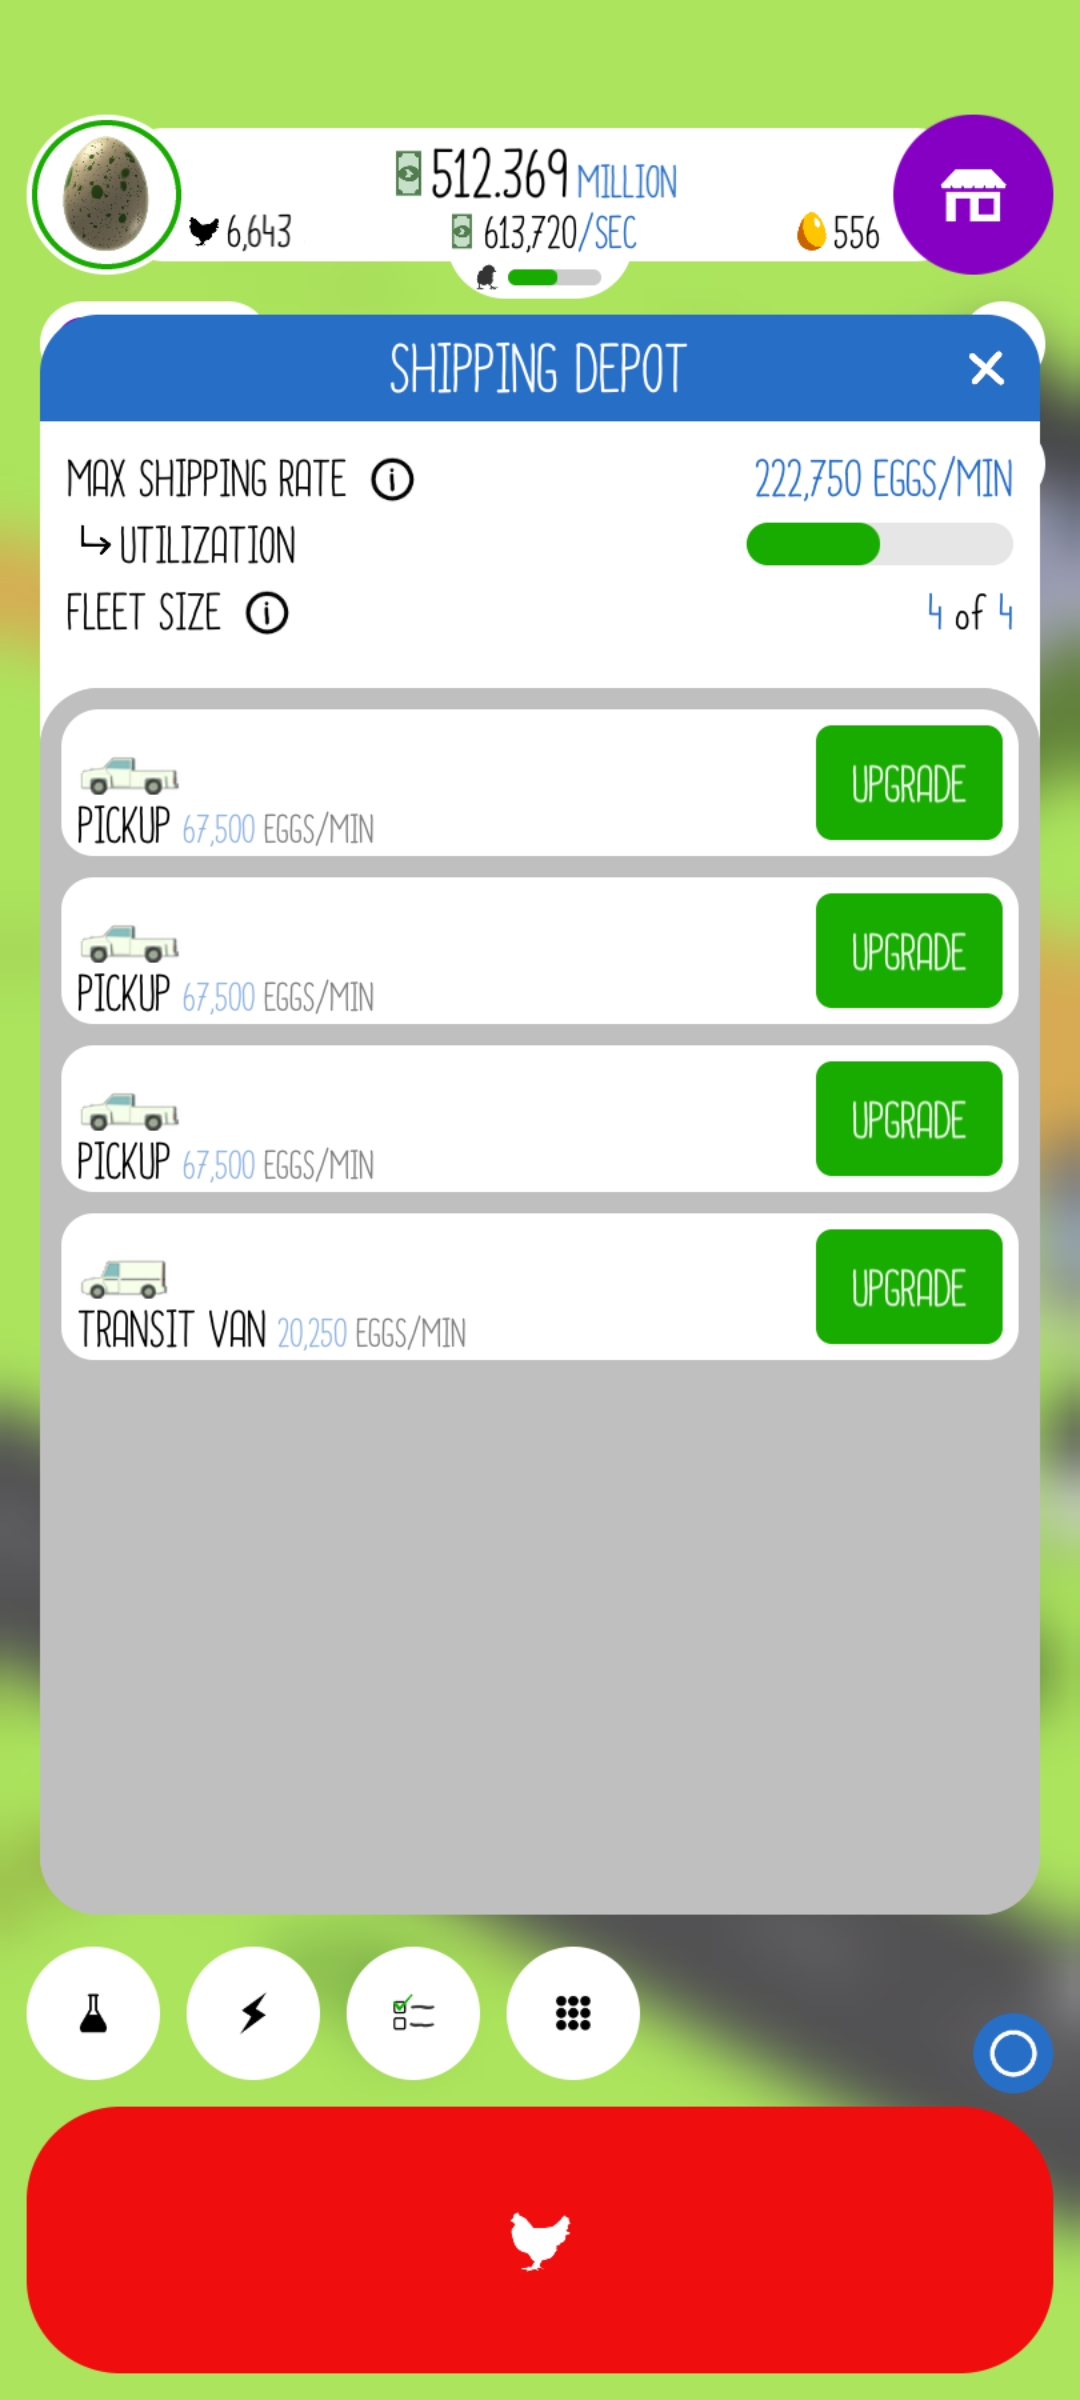 512.369 MILLION
6,643 613,720/SEC 556
SHIPPING DEPOT
MAX SHIPPING RATE 222,750 EGGS/MIN
UTILIZATION
FLEET SIZE 4 of 4
UPGRADE
PICKUP 67,500 EGGS/MIN
UPGRADE
PICKUP 67,500 EGGS/MIN
UPGRADE
PICKUP 67,500 EGGS/MIN
UPGRADE
TRANSIT VAN 20,250 EGGS/MIN